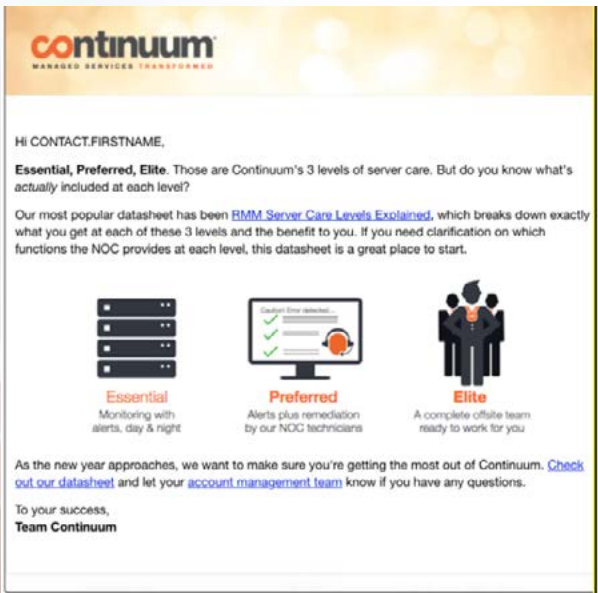 continuum
MANAGED SERVICES TRANSFORMED
Hi CONTACT.FIRSTNAME,
Essential, Preferred, Elite. Those are Continuum's 3 levels of server care. But do you know what's
actually included at each level?
Our most popular datasheet has been RMM Server Care Levels Explained, which breaks down exactly
what you get at each of these 3 levels and the benefit to you. If you need clarification on which
functions the NOC provides at each level, this datasheet is a great place to start.
Caution! Error detected...
Essential
Monitoring with
alerts, day & night
Preferred
Alerts plus remediation
by our NOC technicians
Elite
A complete offsite team
ready to work for you
As the new year approaches, we want to make sure you're getting the most out of Continuum. Check
out our datasheet and let your account management team know if you have any questions.
To your success,
Team Continuum